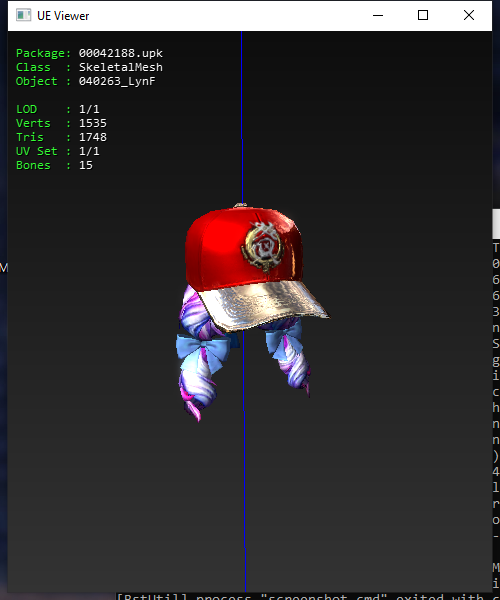 UE Viewer
Package: 00042188.upk
Class  : SkeletalMesh
Object : 040263_LynF
LOD    : 1/1
Verts  : 1535
Tris   : 1748
UV Set : 1/1
Bones  : 15
[BstUtil] process "screenshot.cmd" exited with c